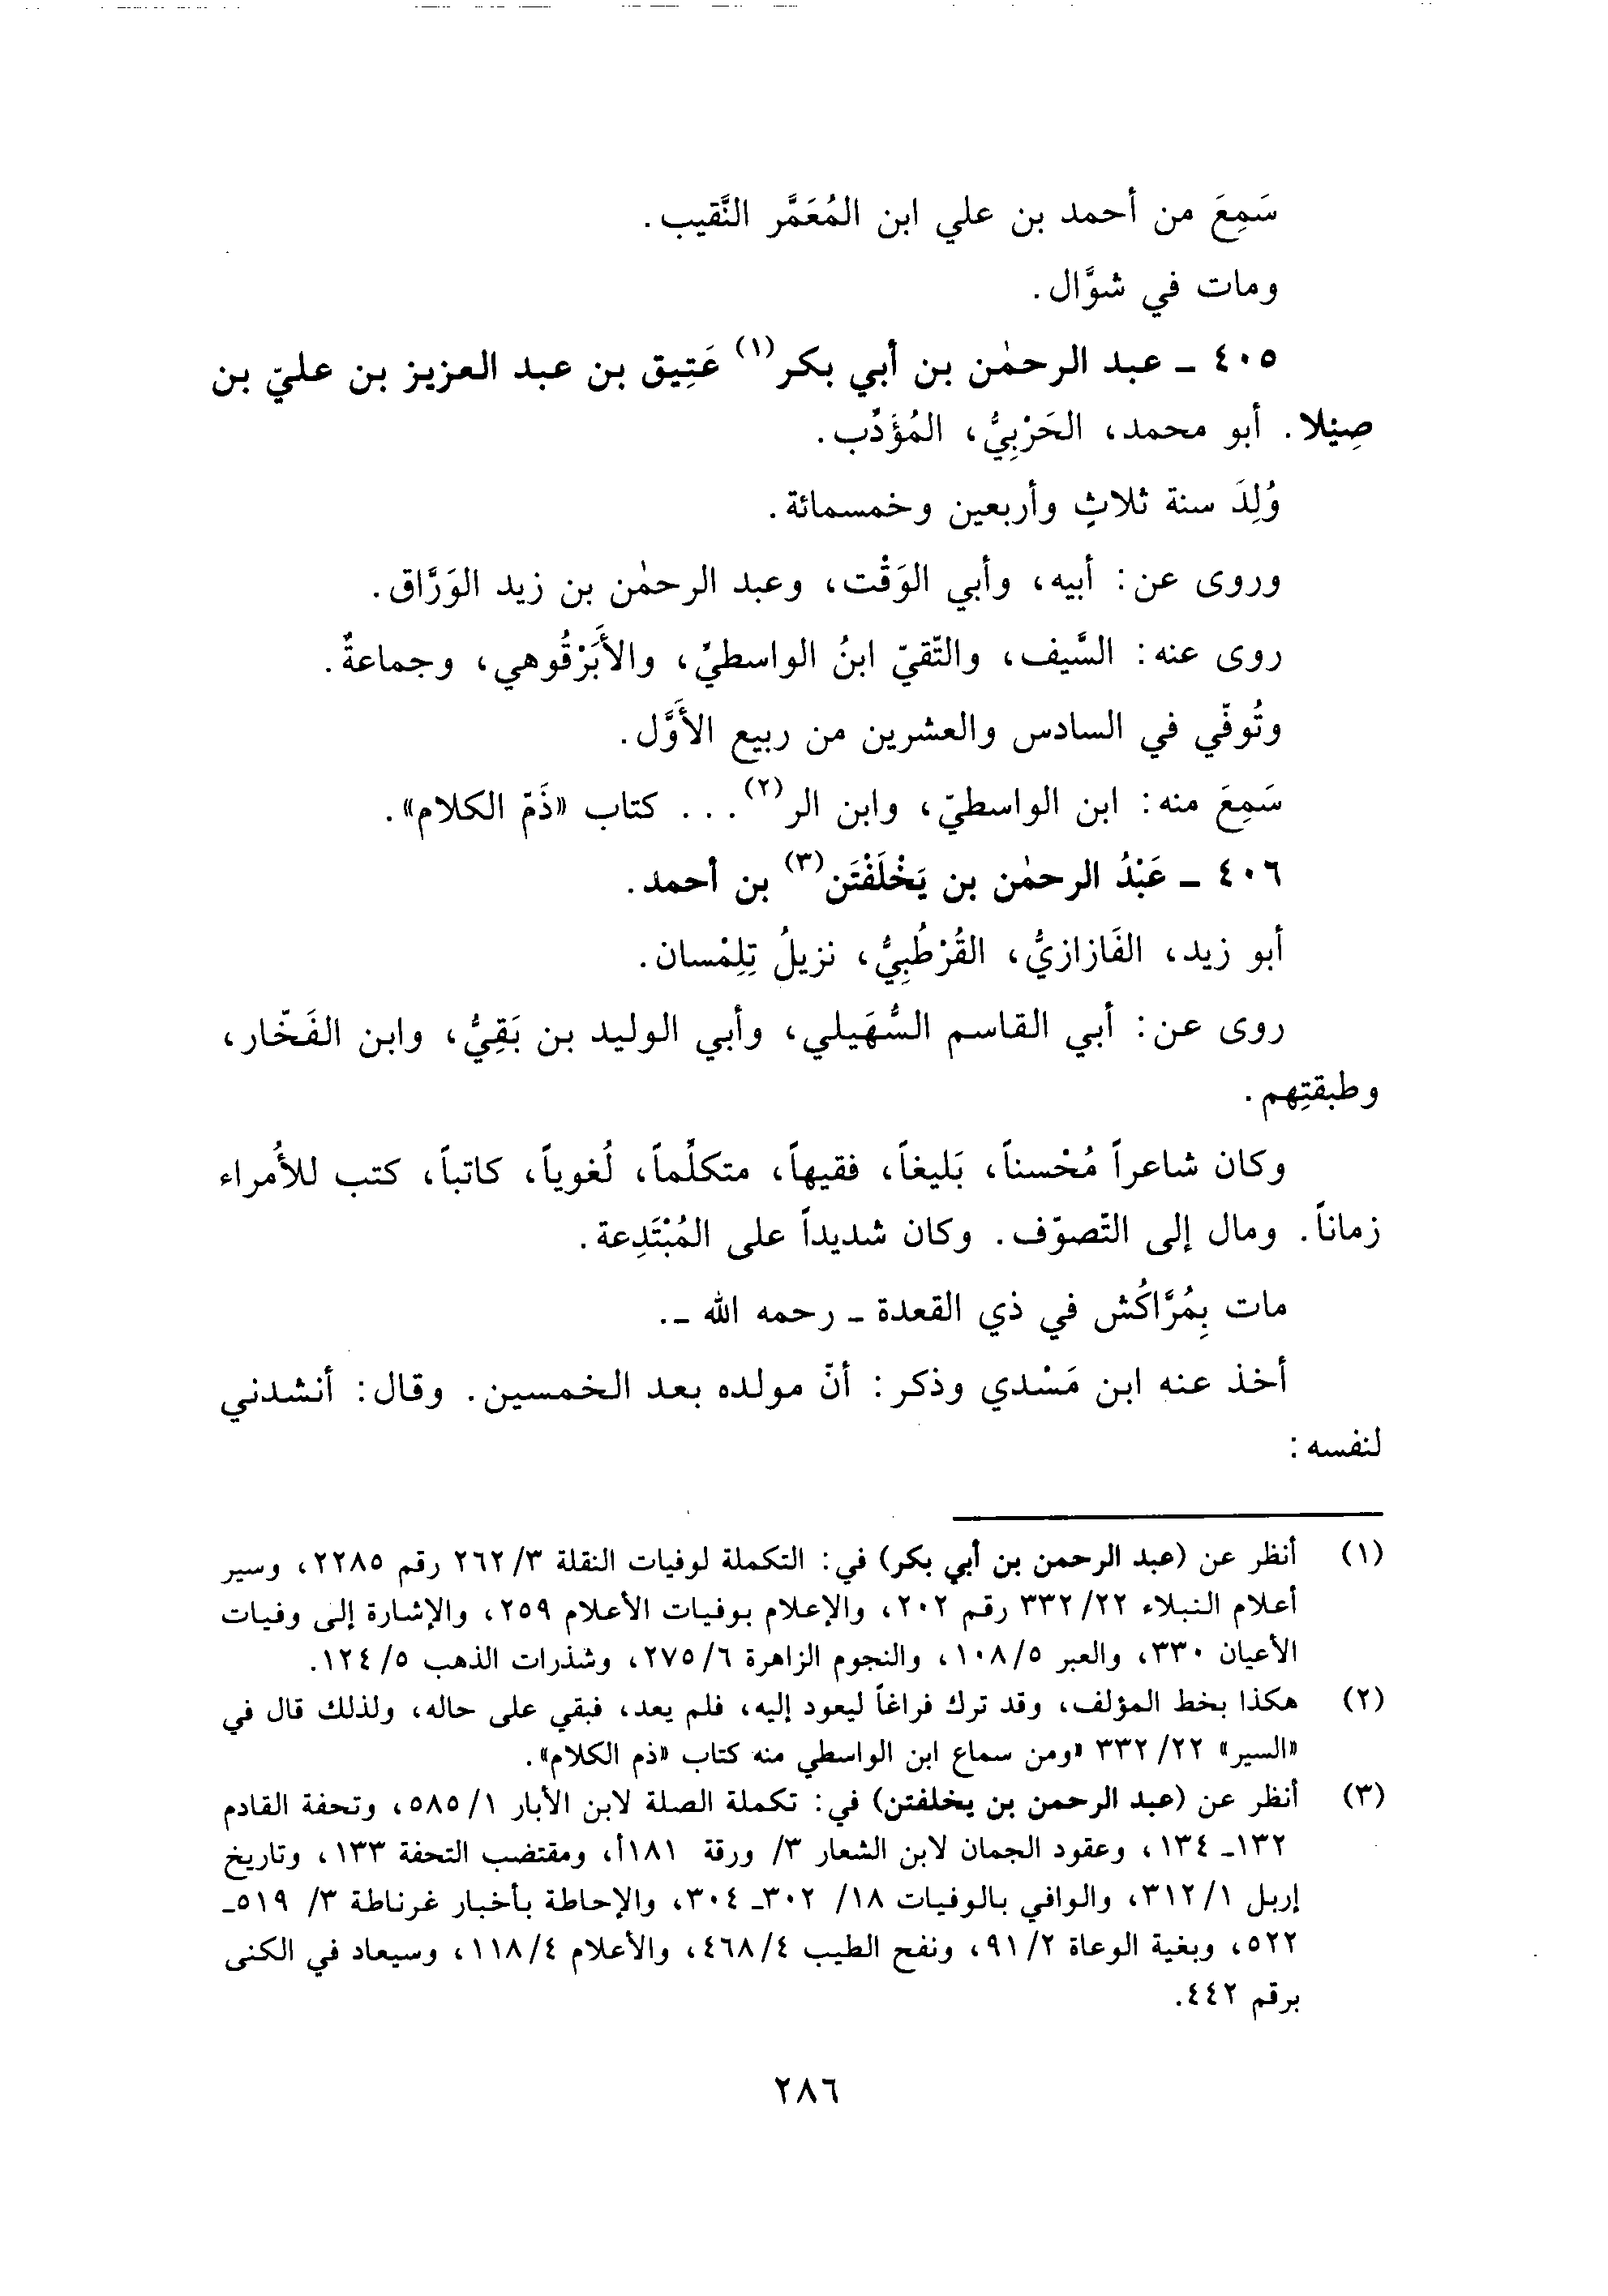 سَمِعَ من أحمد بن علي ابن المُعَمَّر النَّقيب.
ومات في شوَّال.
٤٠٥ ـ عبد الرحمٰن بن أبي بكر(١) عَتِيق بن عبد العزيز بن عليّ بن
صِيْلا. أبو محمد، الحَرْبِيُّ، المُؤَدِّب.
وُلِدَ سنة ثلاثٍ وأربعين وخمسمائة.
وروى عن: أبيه، وأبي الوَقْت، وعبد الرحمٰن بن زيد الوَرَّاق.
روى عنه: السَّيف، والتّقيّ ابنُ الواسطيِّ، والأَبَرْقُوهي، وجماعةٌ.
وتُوفّي في السادس والعشرين من ربيع الأَوَّل.
سَمِعَ منه: ابن الواسطيّ، وابن الر(٢)... كتاب «ذَمّ الكلام».
٤٠٦ ـ عَبْدُ الرحمٰن بن يَخْلَفْتَن(٣) بن أحمد.
أبو زيد، الفَازازيُّ، القُرْطُبِيُّ، نزيلُ تِلِمْسان.
روى عن: أبي القاسم السُّهَيلي، وأبي الوليد بن بَقِيُّ، وابن الفَخّار،
وطبقتِهم.
وكان شاعراً مُحْسناً، بَليغاً، فقيهاً، متكلِّماً، لُغوياً، كاتباً، كتب للأُمراء
زماناً. ومال إلى التّصوّف. وكان شديداً على المُبْتَدِعة.
مات بِمُرَّاكُش في ذي القعدة ـ رحمه الله ـ.
أخذ عنه ابن مَسْدي وذكر: أنّ مولده بعد الخمسين. وقال: أنشدني
لنفسه:
(١) أنظر عن (عبد الرحمن بن أبي بكر) في: التكملة لوفيات النقلة ٣/ ٢٦٢ رقم ٢٢٨٥، وسير
أعلام النبلاء ٢٢/ ٣٣٢ رقم ٢٠٢، والإعلام بوفيات الأعلام ٢٥٩، والإشارة إلى وفيات
الأعيان ٣٣٠، والعبر ٥/ ١٠٨، والنجوم الزاهرة ٦/ ٢٧٥، وشذرات الذهب ٥/ ١٢٤.
(٢) هكذا بخط المؤلف، وقد ترك فراغاً ليعود إليه، فلم يعد، فبقي على حاله، ولذلك قال في
«السير» ٢٢/ ٣٣٢ «ومن سماع ابن الواسطي منه كتاب «ذم الكلام».
(٣) أنظر عن (عبد الرحمن بن يخلفتن) في: تكملة الصلة لابن الأبار ١/ ٥٨٥، وتحفة القادم
١٣٢ـ ١٣٤، وعقود الجمان لابن الشعار ٣/ ورقة ١٨١أ، ومقتضب التحفة ١٣٣، وتاريخ
إربل ١/ ٣١٢، والوافي بالوفيات ١٨/ ٣٠٢ـ ٣٠٤، والإحاطة بأخبار غرناطة ٣/ ٥١٩ـ
٥٢٢، وبغية الوعاة ٢/ ٩١، ونفح الطيب ٤/ ٤٦٨، والأعلام ٤/ ١١٨، وسيعاد في الكنى
برقم ٤٤٢.
٢٨٦